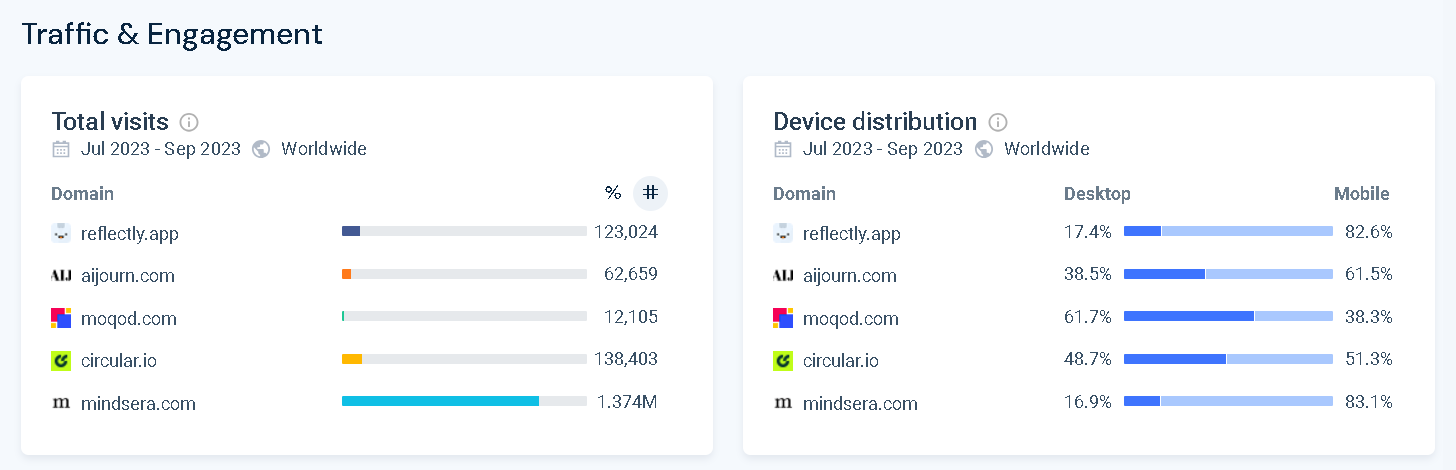 Traffic & Engagement
Total visits
Jul 2023 - Sep 2023 Worldwide
Domain % #
reflectly.app 123,024
AIJ aijourn.com 62,659
moqod.com 12,105
circular.io 138,403
m mindsera.com 1.374M
Device distribution
Jul 2023 - Sep 2023 Worldwide
Domain Desktop Mobile
reflectly.app 17.4% 82.6%
AIJ aijourn.com 38.5% 61.5%
moqod.com 61.7% 38.3%
circular.io 48.7% 51.3%
m mindsera.com 16.9% 83.1%